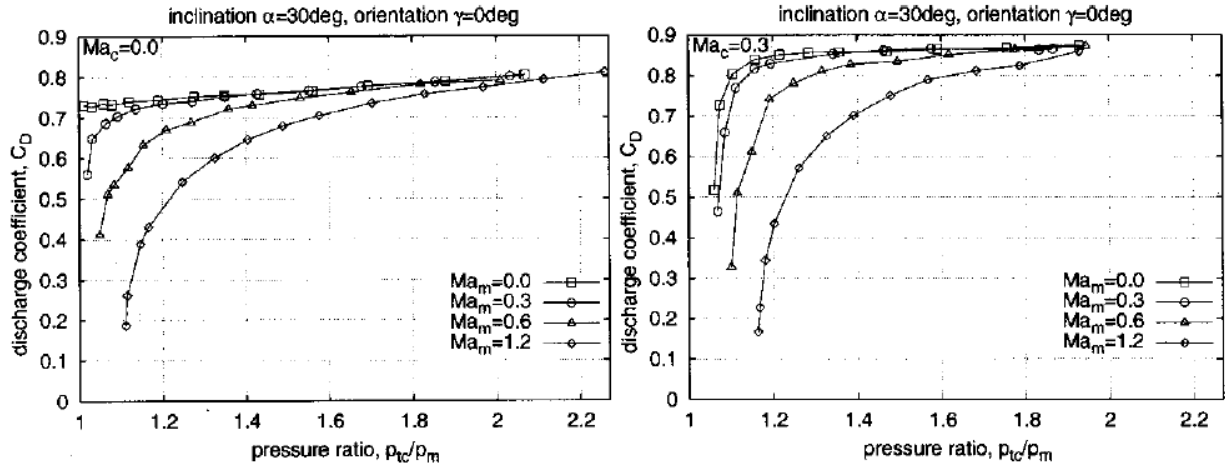 inclination α=30deg, orientation γ=0deg
Ma_c=0.0
0.9
0.8
0.7
0.6
0.5
0.4
0.3
0.2
0.1
0
discharge coefficient, C_D
Ma_m=0.0
Ma_m=0.3
Ma_m=0.6
Ma_m=1.2
1 1.2 1.4 1.6 1.8 2 2.2
pressure ratio, p_tc/p_m
inclination α=30deg, orientation γ=0deg
Ma_c=0.3
0.9
0.8
0.7
0.6
0.5
0.4
0.3
0.2
0.1
0
discharge coefficient, C_D
Ma_m=0.0
Ma_m=0.3
Ma_m=0.6
Ma_m=1.2
1 1.2 1.4 1.6 1.8 2 2.2
pressure ratio, p_tc/p_m